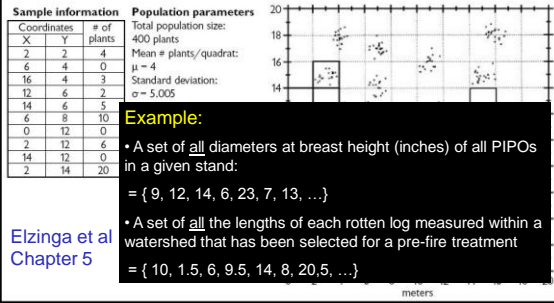 Sample information
Coordinates # of plants
X Y
2 2 4
6 4 0
16 4 3
12 6 2
14 6 5
6 8 10
0 12 0
2 12 6
14 12 0
2 14 20
Population parameters
Total population size:
400 plants
Mean # plants/quadrat:
μ = 4
Standard deviation:
σ = 5.005
20
18
16
14
Example:
• A set of all diameters at breast height (inches) of all PIPOs
in a given stand:
= { 9, 12, 14, 6, 23, 7, 13, …}
• A set of all the lengths of each rotten log measured within a
watershed that has been selected for a pre-fire treatment
= { 10, 1.5, 6, 9.5, 14, 8, 20,5, …}
Elzinga et al
Chapter 5
meters